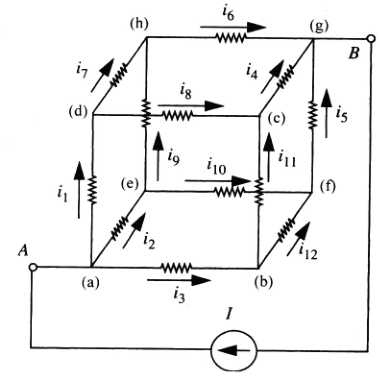 (h) i₆ (g)
B
i₇ i₄
(d) i₈ (c) i₅
i₉ i₁₁
(e) i₁₀ (f)
i₁
i₂ i₁₂
A
(a) i₃ (b)
I